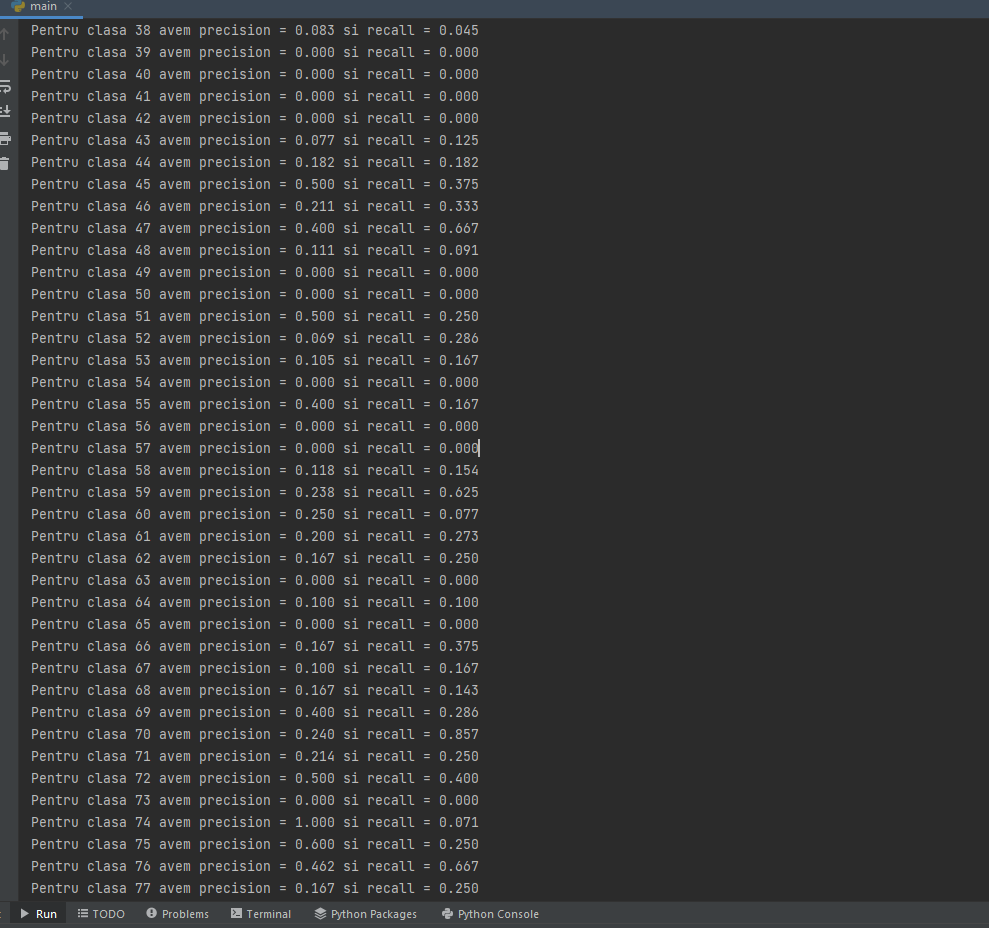 main
Pentru clasa 38 avem precision = 0.083 si recall = 0.045
Pentru clasa 39 avem precision = 0.000 si recall = 0.000
Pentru clasa 40 avem precision = 0.000 si recall = 0.000
Pentru clasa 41 avem precision = 0.000 si recall = 0.000
Pentru clasa 42 avem precision = 0.000 si recall = 0.000
Pentru clasa 43 avem precision = 0.077 si recall = 0.125
Pentru clasa 44 avem precision = 0.182 si recall = 0.182
Pentru clasa 45 avem precision = 0.500 si recall = 0.375
Pentru clasa 46 avem precision = 0.211 si recall = 0.333
Pentru clasa 47 avem precision = 0.400 si recall = 0.667
Pentru clasa 48 avem precision = 0.111 si recall = 0.091
Pentru clasa 49 avem precision = 0.000 si recall = 0.000
Pentru clasa 50 avem precision = 0.000 si recall = 0.000
Pentru clasa 51 avem precision = 0.500 si recall = 0.250
Pentru clasa 52 avem precision = 0.069 si recall = 0.286
Pentru clasa 53 avem precision = 0.105 si recall = 0.167
Pentru clasa 54 avem precision = 0.000 si recall = 0.000
Pentru clasa 55 avem precision = 0.400 si recall = 0.167
Pentru clasa 56 avem precision = 0.000 si recall = 0.000
Pentru clasa 57 avem precision = 0.000 si recall = 0.000
Pentru clasa 58 avem precision = 0.118 si recall = 0.154
Pentru clasa 59 avem precision = 0.238 si recall = 0.625
Pentru clasa 60 avem precision = 0.250 si recall = 0.077
Pentru clasa 61 avem precision = 0.200 si recall = 0.273
Pentru clasa 62 avem precision = 0.167 si recall = 0.250
Pentru clasa 63 avem precision = 0.000 si recall = 0.000
Pentru clasa 64 avem precision = 0.100 si recall = 0.100
Pentru clasa 65 avem precision = 0.000 si recall = 0.000
Pentru clasa 66 avem precision = 0.167 si recall = 0.375
Pentru clasa 67 avem precision = 0.100 si recall = 0.167
Pentru clasa 68 avem precision = 0.167 si recall = 0.143
Pentru clasa 69 avem precision = 0.400 si recall = 0.286
Pentru clasa 70 avem precision = 0.240 si recall = 0.857
Pentru clasa 71 avem precision = 0.214 si recall = 0.250
Pentru clasa 72 avem precision = 0.500 si recall = 0.400
Pentru clasa 73 avem precision = 0.000 si recall = 0.000
Pentru clasa 74 avem precision = 1.000 si recall = 0.071
Pentru clasa 75 avem precision = 0.600 si recall = 0.250
Pentru clasa 76 avem precision = 0.462 si recall = 0.667
Pentru clasa 77 avem precision = 0.167 si recall = 0.250
Run TODO Problems Terminal Python Packages Python Console